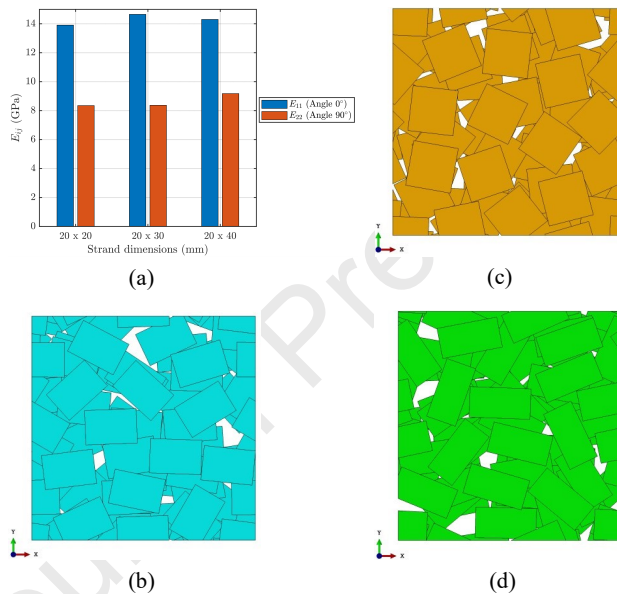 14
12
10
8
6
4
2
0
E_ij (GPa)
E_11 (Angle 0°)
E_22 (Angle 90°)
20 x 20
20 x 30
20 x 40
Strand dimensions (mm)
(a)
Y
X
(c)
Y
X
(b)
Y
X
(d)
Pre